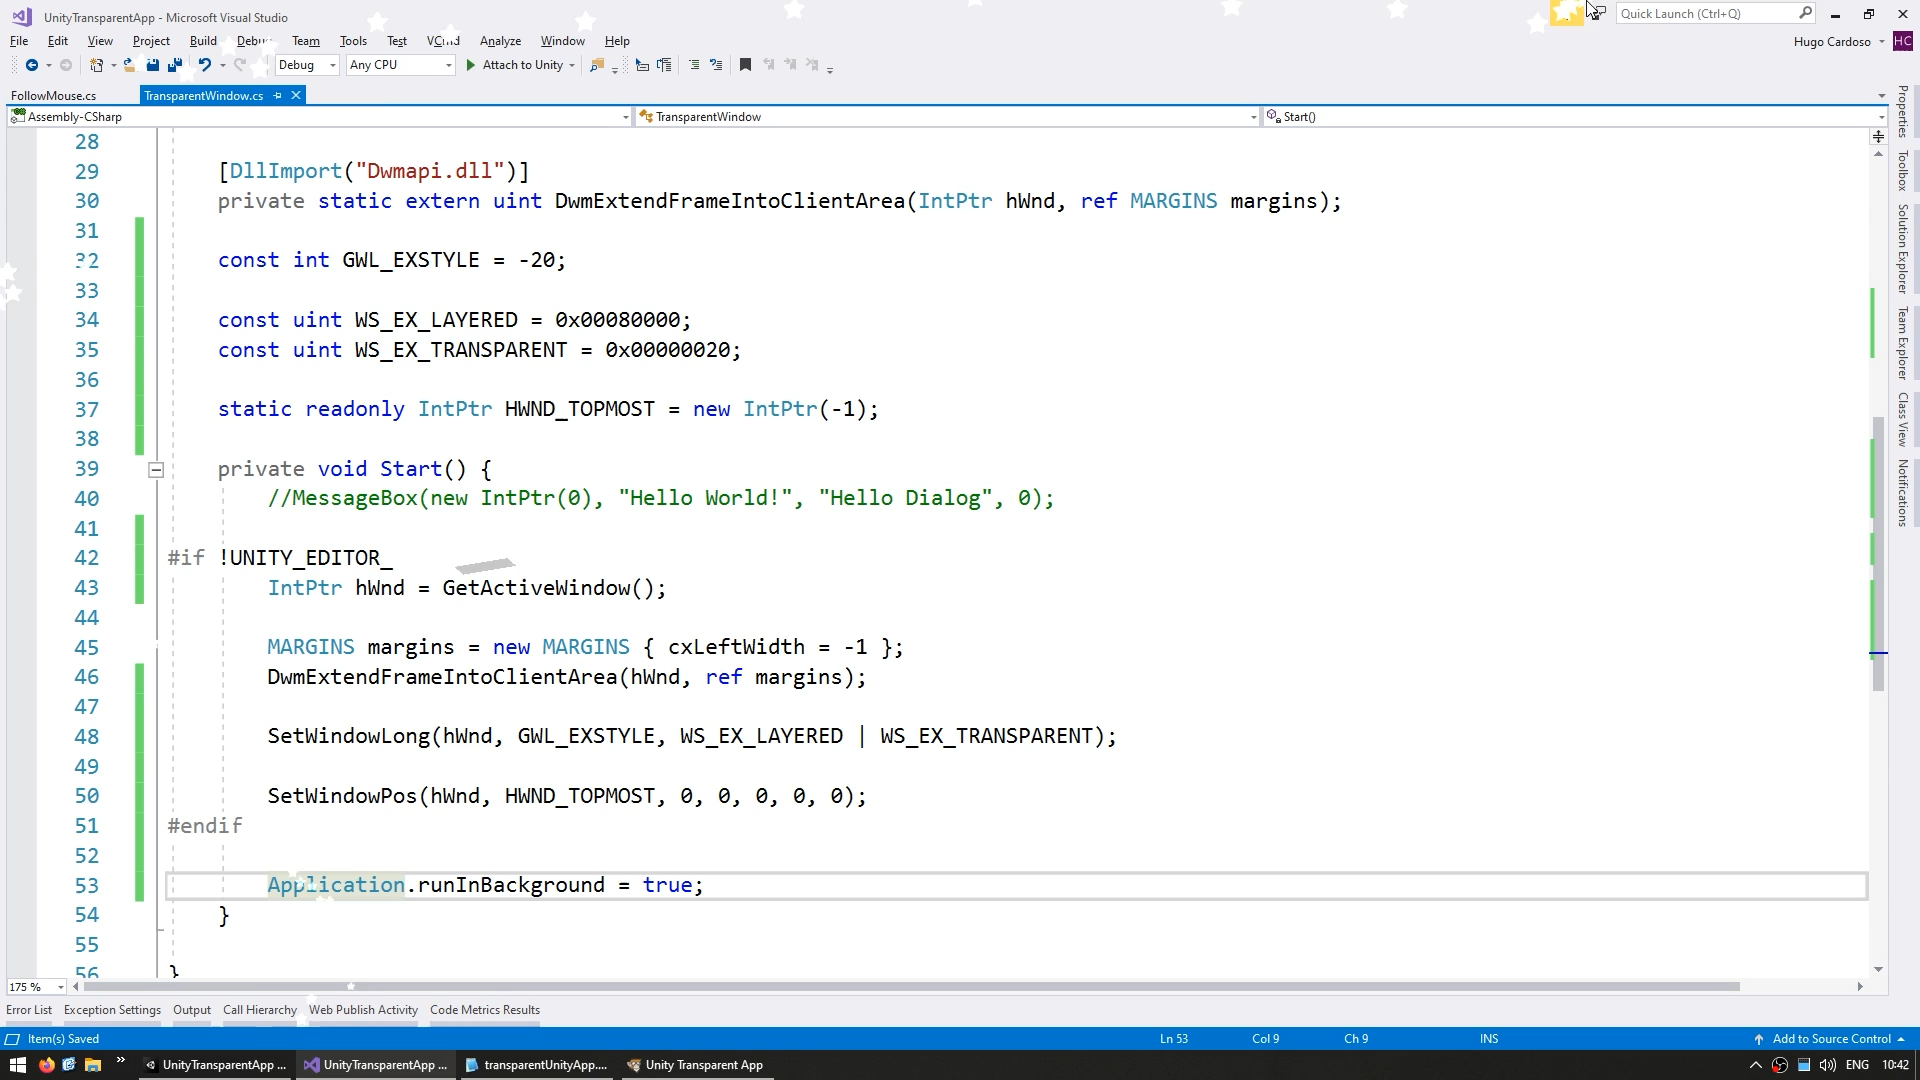 UnityTransparentApp - Microsoft Visual Studio
Quick Launch (Ctrl+Q)
File Edit View Project Build Debug Team Tools Test Analyze Window Help
Hugo Cardoso HC
Debug Any CPU Attach to Unity
FollowMouse.cs TransparentWindow.cs
Assembly-CSharp TransparentWindow Start()
28
29 [DllImport("Dwmapi.dll")]
30 private static extern uint DwmExtendFrameIntoClientArea(IntPtr hWnd, ref MARGINS margins);
31
32 const int GWL_EXSTYLE = -20;
33
34 const uint WS_EX_LAYERED = 0x00080000;
35 const uint WS_EX_TRANSPARENT = 0x00000020;
36
37 static readonly IntPtr HWND_TOPMOST = new IntPtr(-1);
38
39 private void Start() {
40 //MessageBox(new IntPtr(0), "Hello World!", "Hello Dialog", 0);
41
42 #if !UNITY_EDITOR_
43 IntPtr hWnd = GetActiveWindow();
44
45 MARGINS margins = new MARGINS { cxLeftWidth = -1 };
46 DwmExtendFrameIntoClientArea(hWnd, ref margins);
47
48 SetWindowLong(hWnd, GWL_EXSTYLE, WS_EX_LAYERED | WS_EX_TRANSPARENT);
49
50 SetWindowPos(hWnd, HWND_TOPMOST, 0, 0, 0, 0, 0);
51 #endif
52
53 Application.runInBackground = true;
54 }
55
56 }
Properties
Toolbox
Solution Explorer
Team Explorer
Class View
Notifications
175 %
Error List Exception Settings Output Call Hierarchy Web Publish Activity Code Metrics Results
Item(s) Saved Ln 53 Col 9 Ch 9 INS Add to Source Control
UnityTransparentApp ... UnityTransparentApp ... transparentUnityApp.... Unity Transparent App ENG 10:42